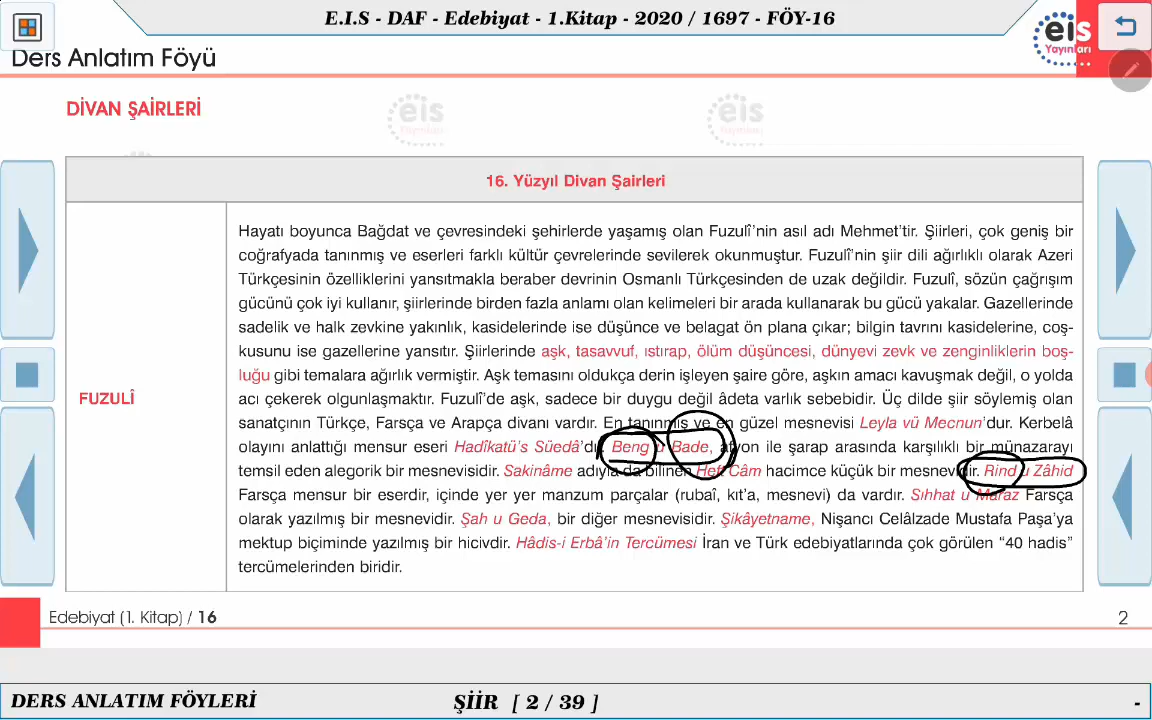 E.I.S - DAF - Edebiyat - 1.Kitap - 2020 / 1697 - FÖY-16
Ders Anlatım Föyü
eis
Yayınları
DİVAN ŞAİRLERİ
eis
Yayınları
eis
Yayınları
16. Yüzyıl Divan Şairleri
FUZULÎ
Hayatı boyunca Bağdat ve çevresindeki şehirlerde yaşamış olan Fuzulî’nin asıl adı Mehmet’tir. Şiirleri, çok geniş bir
coğrafyada tanınmış ve eserleri farklı kültür çevrelerinde sevilerek okunmuştur. Fuzulî’nin şiir dili ağırlıklı olarak Azeri
Türkçesinin özelliklerini yansıtmakla beraber devrinin Osmanlı Türkçesinden de uzak değildir. Fuzulî, sözün çağrışım
gücünü çok iyi kullanır, şiirlerinde birden fazla anlamı olan kelimeleri bir arada kullanarak bu gücü yakalar. Gazellerinde
sadelik ve halk zevkine yakınlık, kasidelerinde ise düşünce ve belagat ön plana çıkar; bilgin tavrını kasidelerine, coş-
kusunu ise gazellerine yansıtır. Şiirlerinde aşk, tasavvuf, ıstırap, ölüm düşüncesi, dünyevi zevk ve zenginliklerin boş-
luğu gibi temalara ağırlık vermiştir. Aşk temasını oldukça derin işleyen şaire göre, aşkın amacı kavuşmak değil, o yolda
acı çekerek olgunlaşmaktır. Fuzulî’de aşk, sadece bir duygu değil âdeta varlık sebebidir. Üç dilde şiir söylemiş olan
sanatçının Türkçe, Farsça ve Arapça divanı vardır. En tanınmış ve en güzel mesnevisi Leyla vü Mecnun’dur. Kerbelâ
olayını anlattığı mensur eseri Hadîkatü’s Süedâ’dır. Beng ü Bade, afyon ile şarap arasında karşılıklı bir münazarayı
temsil eden alegorik bir mesnevisidir. Sakinâme adıyla da bilinen Heft Câm hacimce küçük bir mesnevidir. Rind u Zâhid
Farsça mensur bir eserdir, içinde yer yer manzum parçalar (rubaî, kıt’a, mesnevi) da vardır. Sıhhat u Maraz Farsça
olarak yazılmış bir mesnevidir. Şah u Geda, bir diğer mesnevisidir. Şikâyetname, Nişancı Celâlzade Mustafa Paşa’ya
mektup biçiminde yazılmış bir hicivdir. Hâdis-i Erbâ’in Tercümesi İran ve Türk edebiyatlarında çok görülen “40 hadis”
tercümelerinden biridir.
Edebiyat (1. Kitap) / 16
2
DERS ANLATIM FÖYLERİ
ŞİİR [ 2 / 39 ]
-